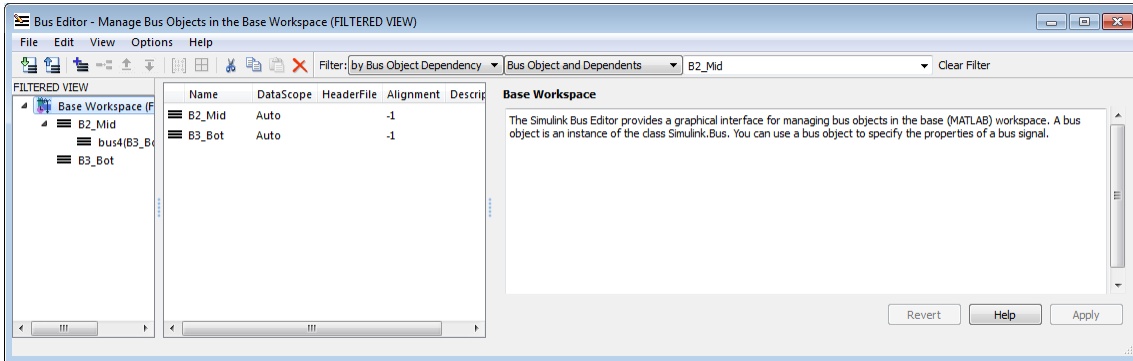 Bus Editor - Manage Bus Objects in the Base Workspace (FILTERED VIEW)
File Edit View Options Help
Filter: by Bus Object Dependency Bus Object and Dependents B2_Mid Clear Filter
FILTERED VIEW
Base Workspace (F
B2_Mid
bus4(B3_Bo
B3_Bot
Name DataScope HeaderFile Alignment Descrip
B2_Mid Auto -1
B3_Bot Auto -1
Base Workspace
The Simulink Bus Editor provides a graphical interface for managing bus objects in the base (MATLAB) workspace. A bus
object is an instance of the class Simulink.Bus. You can use a bus object to specify the properties of a bus signal.
Revert Help Apply